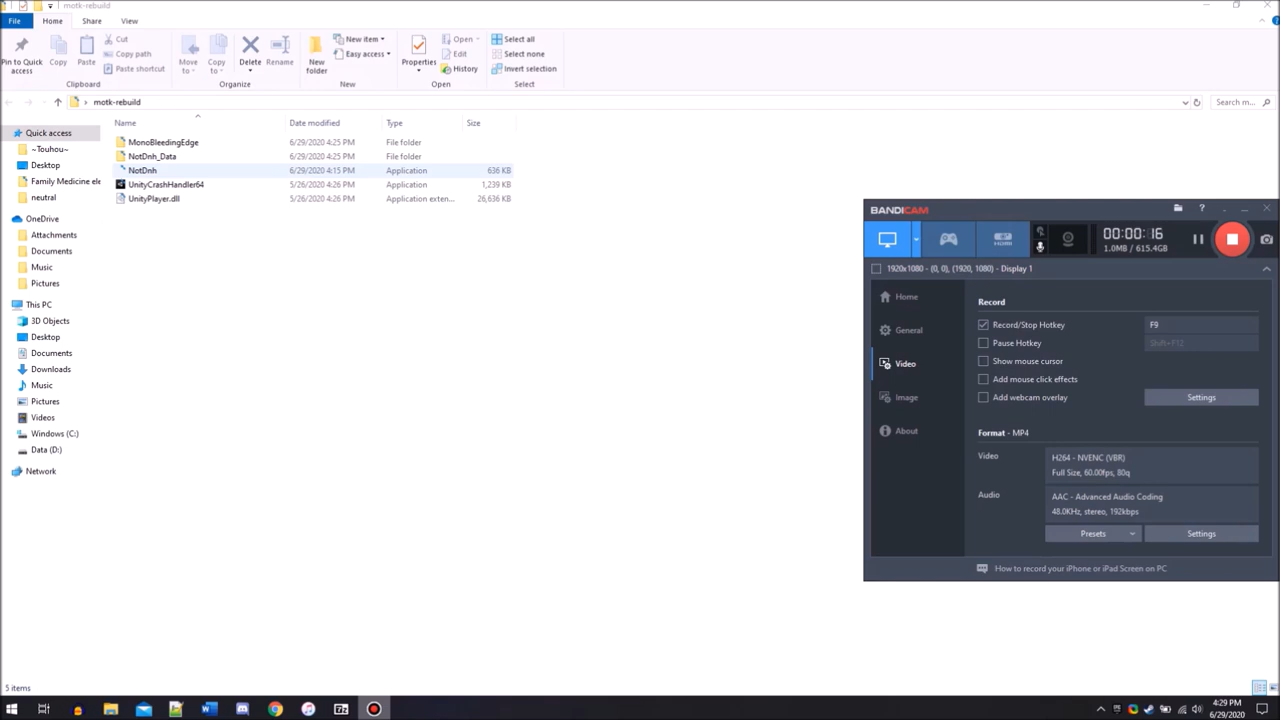 motk-rebuild
File Home Share View
Pin to Quick access
Copy
Paste
Cut
Copy path
Paste shortcut
Clipboard
Move to
Copy to
Delete
Rename
Organize
New folder
New item
Easy access
New
Properties
Open
Edit
History
Open
Select all
Select none
Invert selection
Select
motk-rebuild
Search m...
Name Date modified Type Size
MonoBleedingEdge 6/29/2020 4:25 PM File folder
NotDnh_Data 6/29/2020 4:25 PM File folder
NotDnh 6/29/2020 4:15 PM Application 636 KB
UnityCrashHandler64 5/26/2020 4:26 PM Application 1,239 KB
UnityPlayer.dll 5/26/2020 4:26 PM Application exten... 26,636 KB
Quick access
~Touhou~
Desktop
Family Medicine ele
neutral
OneDrive
Attachments
Documents
Music
Pictures
This PC
3D Objects
Desktop
Documents
Downloads
Music
Pictures
Videos
Windows (C:)
Data (D:)
Network
5 items
BANDICAM
HDMI
00:00:16
1.0MB / 615.4GB
1920x1080 - (0, 0), (1920, 1080) - Display 1
Home
General
Video
Image
About
Record
Record/Stop Hotkey F9
Pause Hotkey Shift+F12
Show mouse cursor
Add mouse click effects
Add webcam overlay Settings
Format - MP4
Video H264 - NVENC (VBR)
Full Size, 60.00fps, 80q
Audio AAC - Advanced Audio Coding
48.0KHz, stereo, 192kbps
Presets Settings
How to record your iPhone or iPad Screen on PC
4:29 PM
6/29/2020